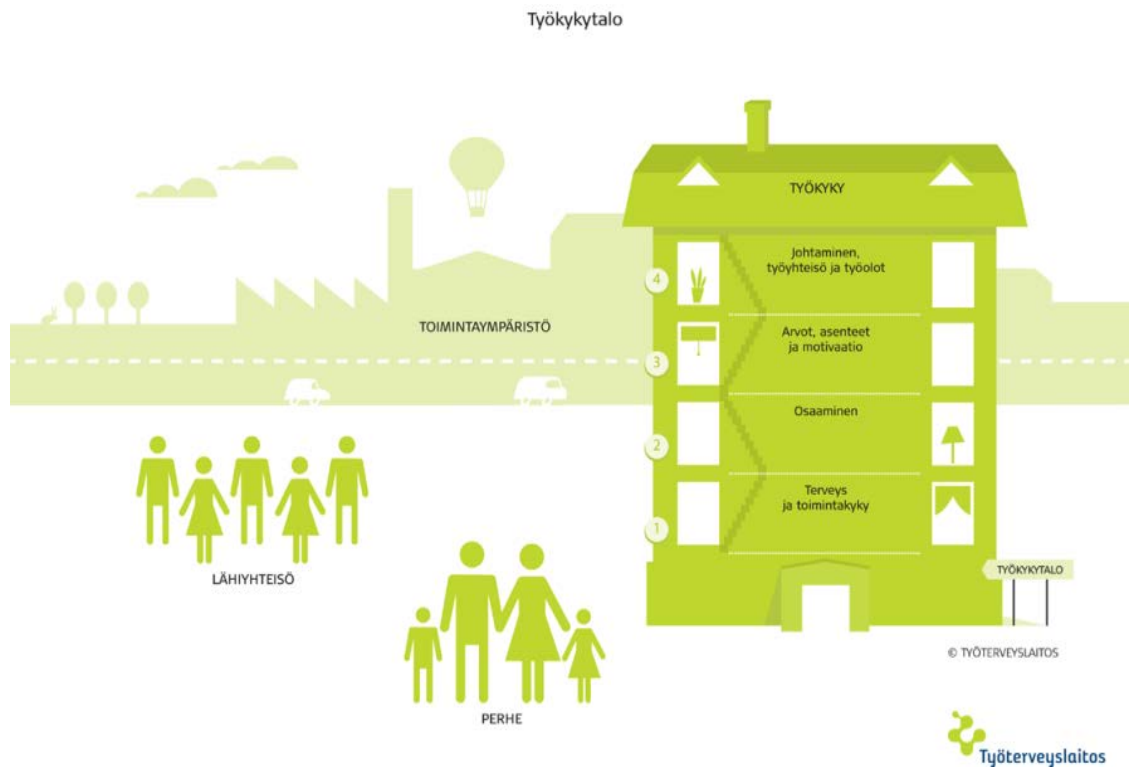 Työkykytalo
TYÖKYKY
4
Johtaminen,
työyhteisö ja työolot
TOIMINTAYMPÄRISTÖ
3
Arvot, asenteet
ja motivaatio
2
Osaaminen
1
Terveys
ja toimintakyky
LÄHIYHTEISÖ
TYÖKYKYTALO
© TYÖTERVEYSLAITOS
PERHE
Työterveyslaitos